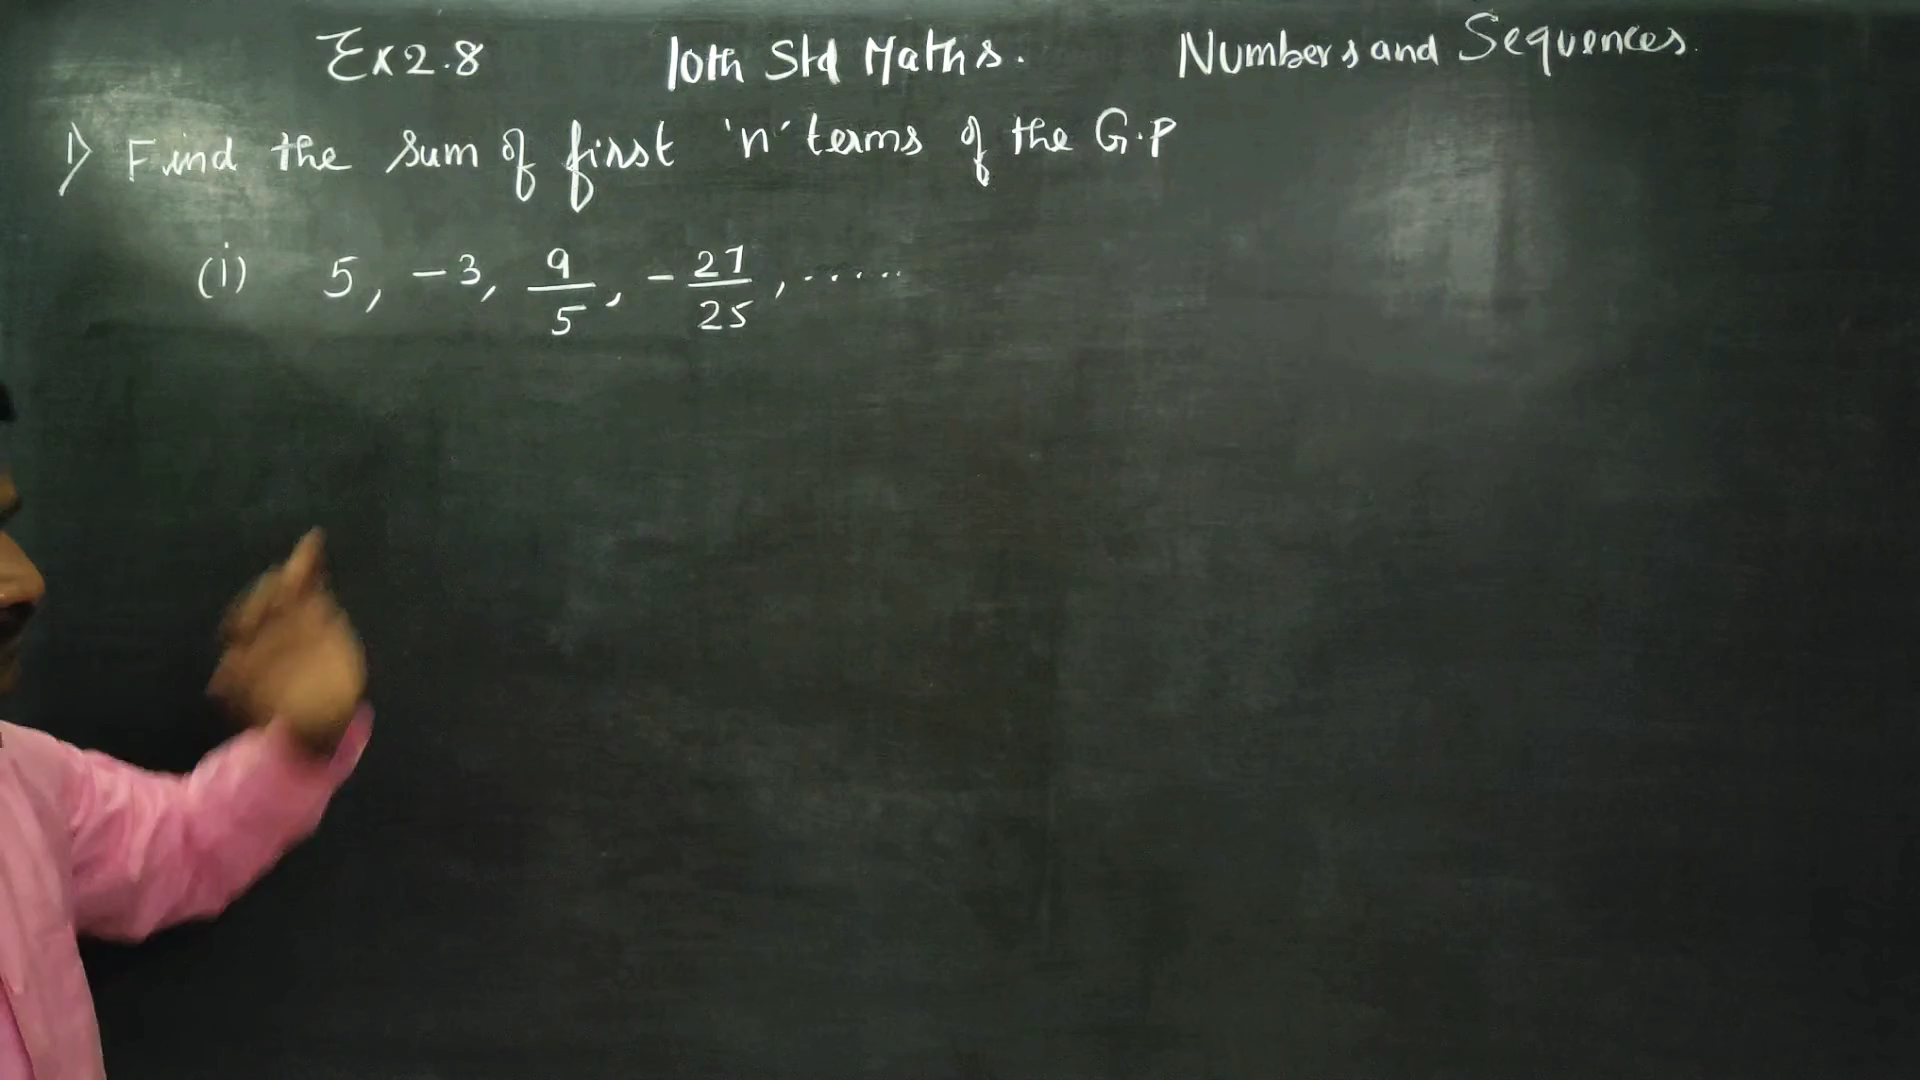 Ex 2.8 10th Std Maths. Numbers and Sequences.
1) Find the sum of first 'n' terms of the G.P
(i) 5, -3, 9/5, -27/25, ......